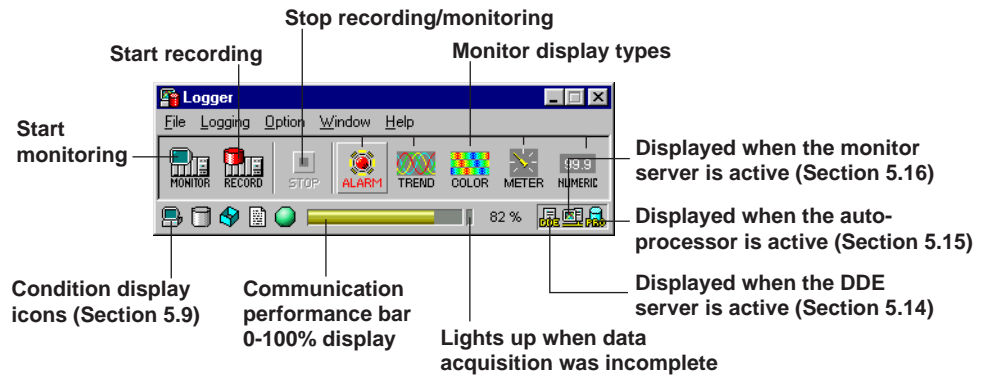 Stop recording/monitoring
Start recording
Monitor display types
Logger
File Logging Option Window Help
Start
monitoring
MONITOR RECORD STOP ALARM TREND COLOR METER NUMERIC
99.9
Displayed when the monitor
server is active (Section 5.16)
82 %
DDE
PRO
Displayed when the auto-
processor is active (Section 5.15)
Displayed when the DDE
server is active (Section 5.14)
Condition display
icons (Section 5.9)
Communication
performance bar
0-100% display
Lights up when data
acquisition was incomplete